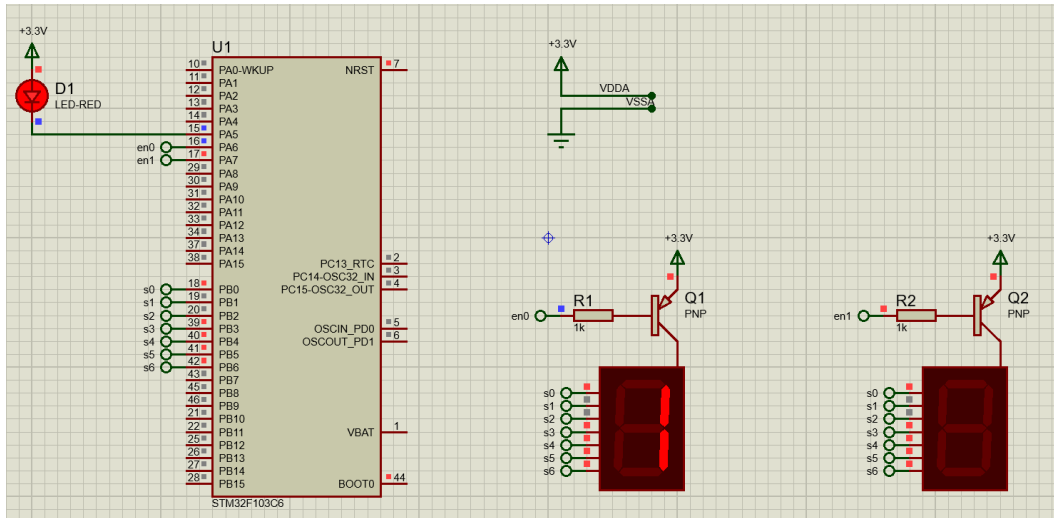 +3.3V
D1
LED-RED
U1
10 PA0-WKUP
11 PA1
12 PA2
13 PA3
14 PA4
15 PA5
en0 16 PA6
en1 17 PA7
29 PA8
30 PA9
31 PA10
32 PA11
33 PA12
34 PA13
37 PA14
38 PA15
s0 18 PB0
s1 19 PB1
s2 20 PB2
s3 39 PB3
s4 40 PB4
s5 41 PB5
s6 42 PB6
43 PB7
45 PB8
46 PB9
21 PB10
22 PB11
25 PB12
26 PB13
27 PB14
28 PB15
NRST 7
PC13_RTC 2
PC14-OSC32_IN 3
PC15-OSC32_OUT 4
OSCIN_PD0 5
OSCOUT_PD1 6
VBAT 1
BOOT0 44
STM32F103C6
+3.3V
VDDA
VSSA
+3.3V
en0
R1
1k
Q1
PNP
s0
s1
s2
s3
s4
s5
s6
1
+3.3V
en1
R2
1k
Q2
PNP
s0
s1
s2
s3
s4
s5
s6